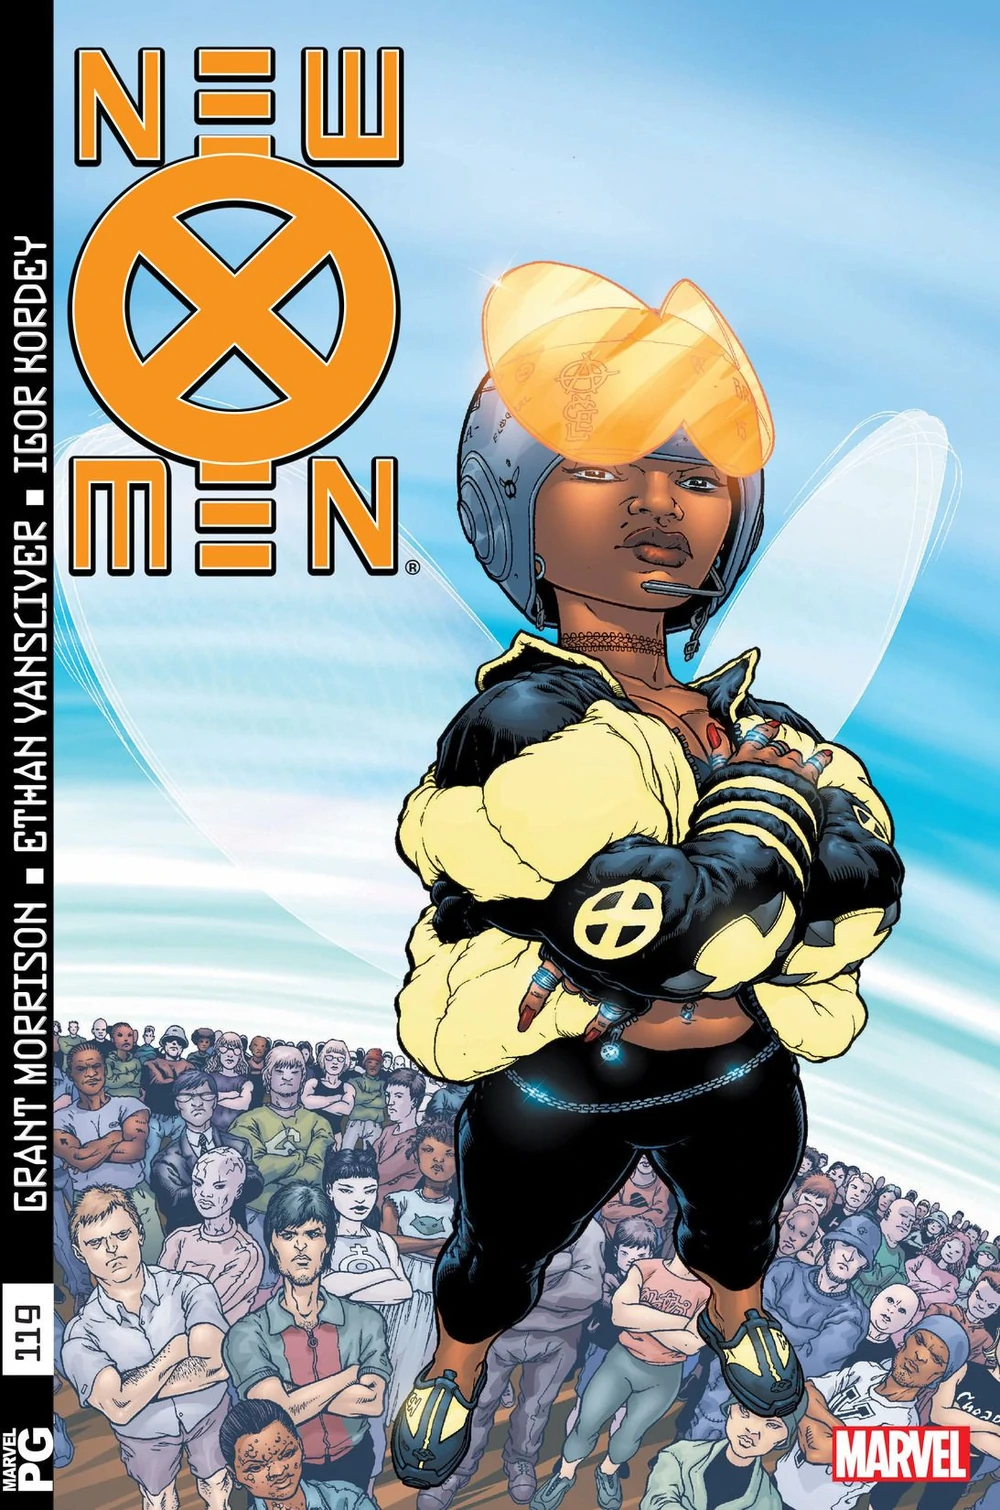 NEW
X
MEN®
GRANT MORRISON ■ ETHAN VANSCIVER ■ IGOR KORDEY
119
MARVEL
PG
MARVEL